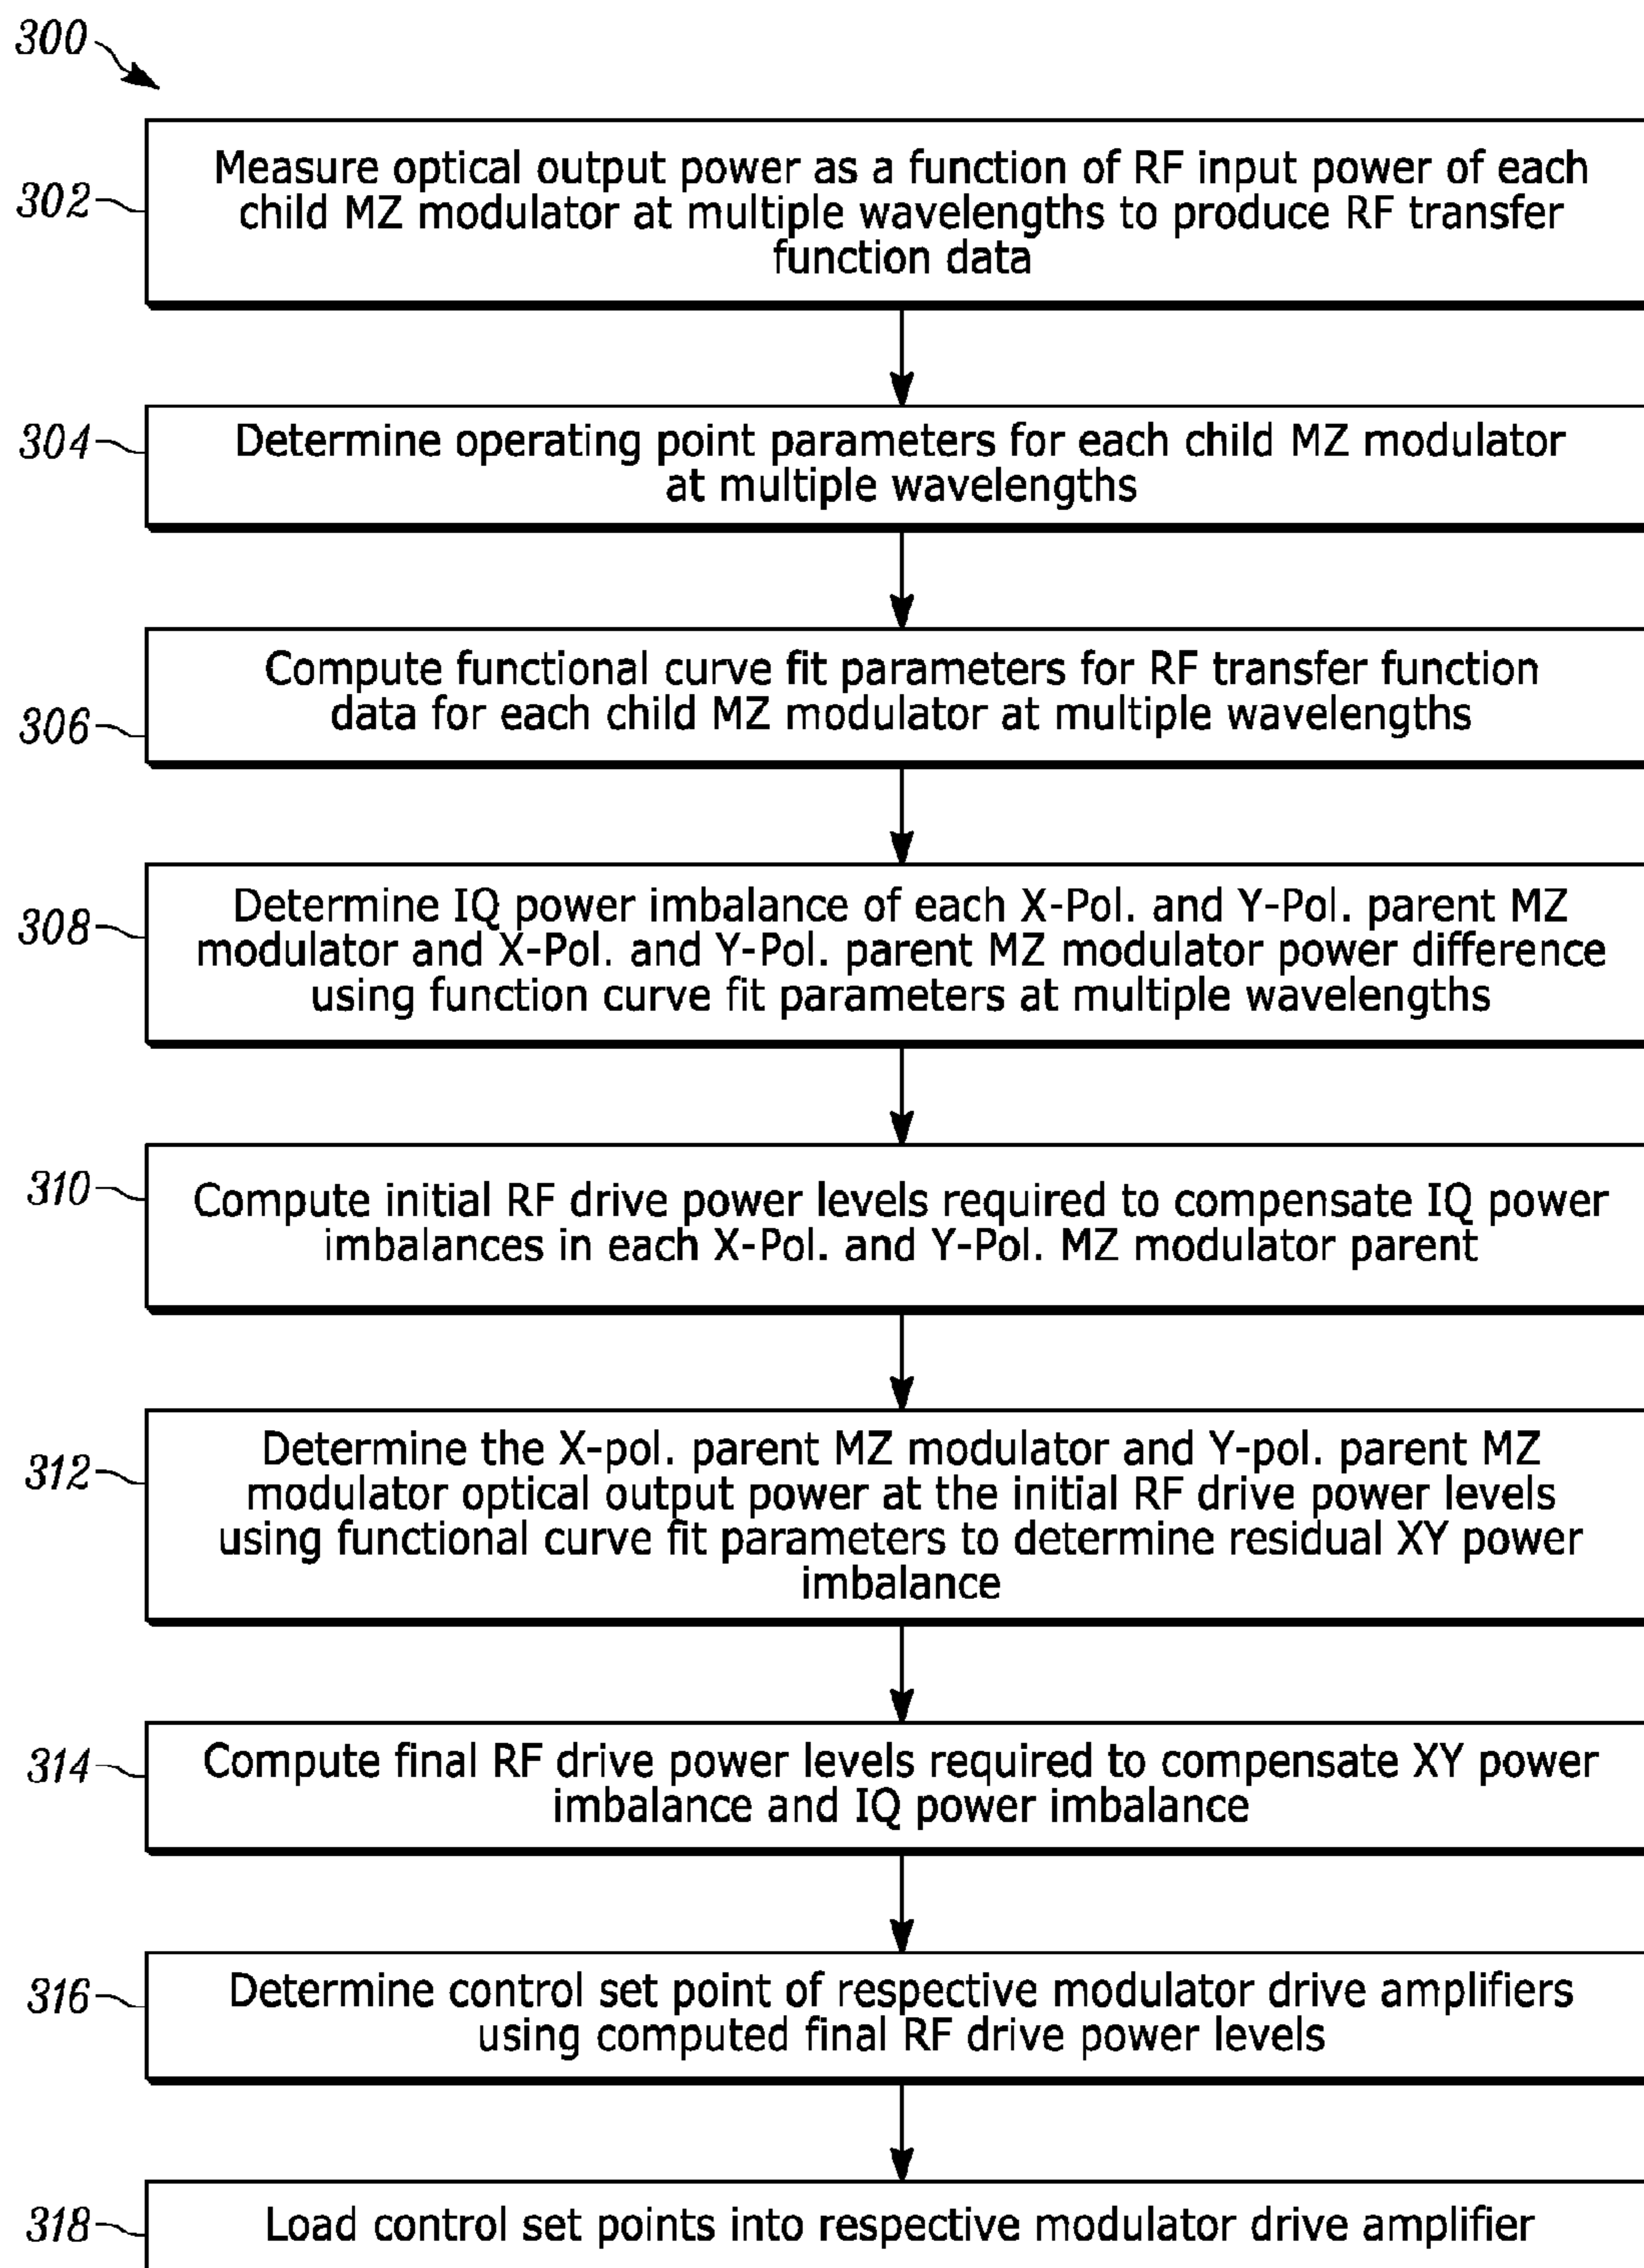 300
302
Measure optical output power as a function of RF input power of each
child MZ modulator at multiple wavelengths to produce RF transfer
function data
304
Determine operating point parameters for each child MZ modulator
at multiple wavelengths
306
Compute functional curve fit parameters for RF transfer function
data for each child MZ modulator at multiple wavelengths
308
Determine IQ power imbalance of each X-Pol. and Y-Pol. parent MZ
modulator and X-Pol. and Y-Pol. parent MZ modulator power difference
using function curve fit parameters at multiple wavelengths
310
Compute initial RF drive power levels required to compensate IQ power
imbalances in each X-Pol. and Y-Pol. MZ modulator parent
312
Determine the X-pol. parent MZ modulator and Y-pol. parent MZ
modulator optical output power at the initial RF drive power levels
using functional curve fit parameters to determine residual XY power
imbalance
314
Compute final RF drive power levels required to compensate XY power
imbalance and IQ power imbalance
316
Determine control set point of respective modulator drive amplifiers
using computed final RF drive power levels
318
Load control set points into respective modulator drive amplifier